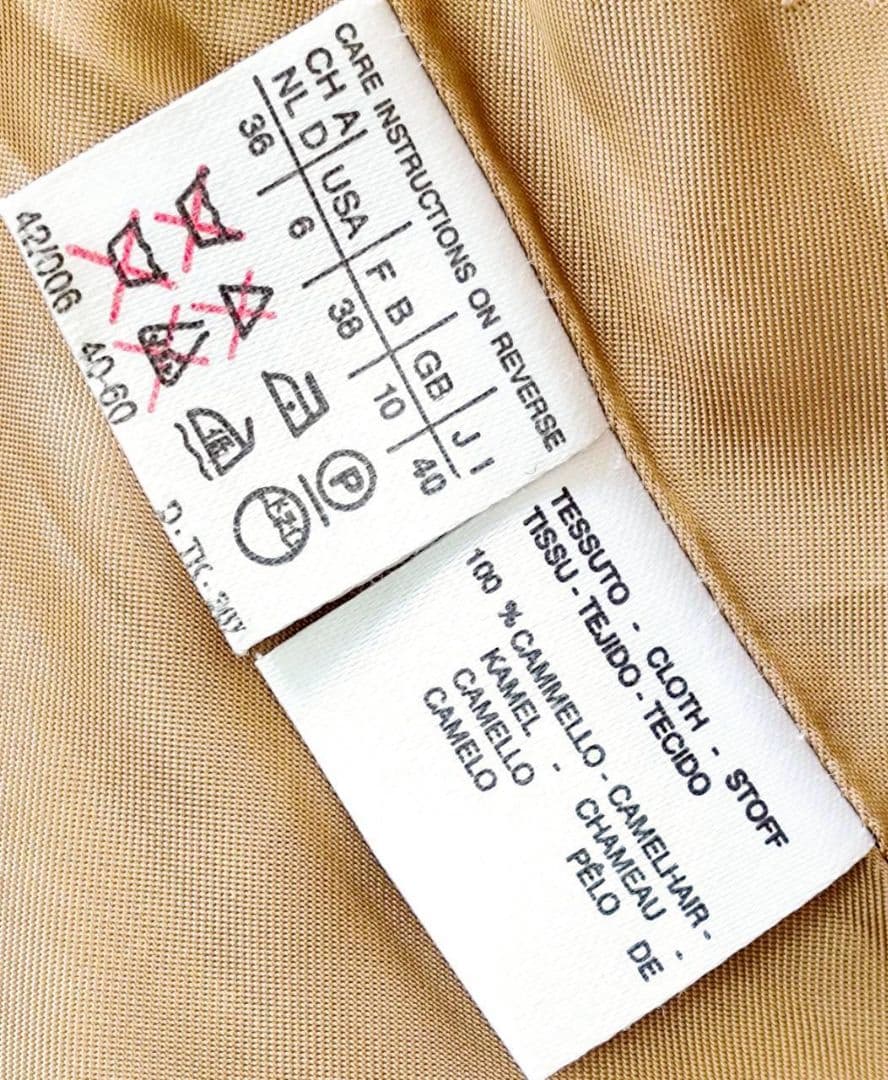 CARE INSTRUCTIONS ON REVERSE
CH A
NL D USA F B GB J I
36 6 38 10 40
P
42/006 40-60
TESSUTO - CLOTH - STOFF
TISSU - TEJIDO - TECIDO
100 % CAMMELLO - CAMELHAIR -
KAMEL - CHAMEAU -
CAMELLO PÊLO DE
CAMELO